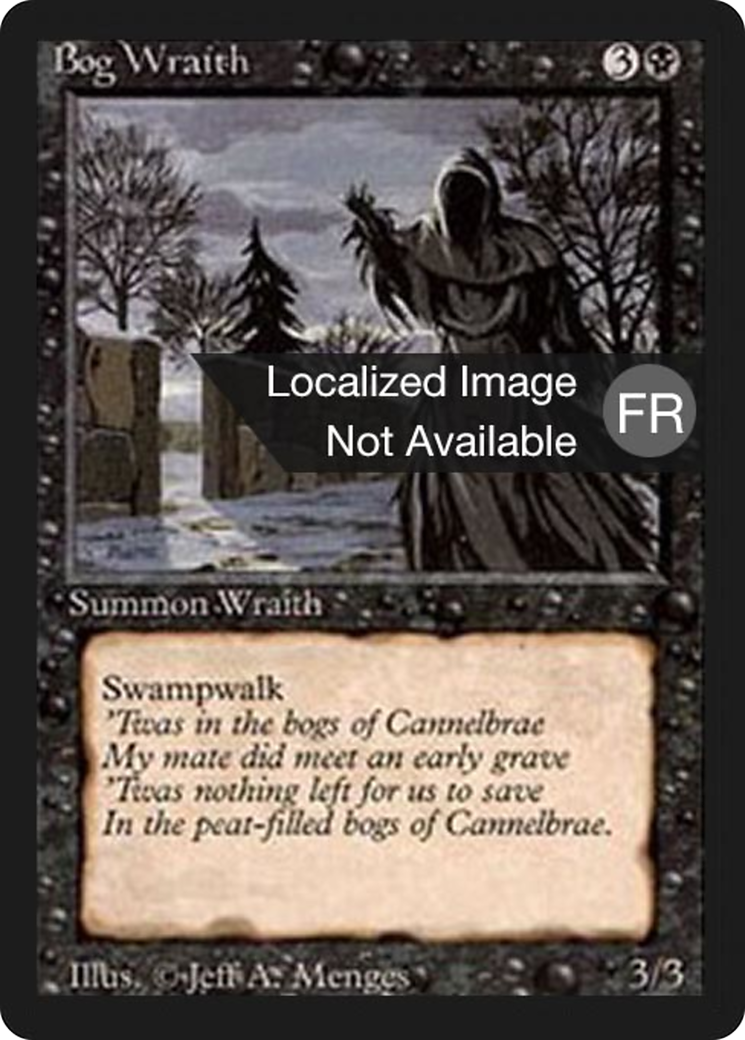 Bog Wraith 3
Localized Image
Not Available
FR
Summon Wraith
Swampwalk
'Twas in the bogs of Cannelbrae
My mate did meet an early grave
'Twas nothing left for us to save
In the peat-filled bogs of Cannelbrae.
Illus. © Jeff A. Menges 3/3